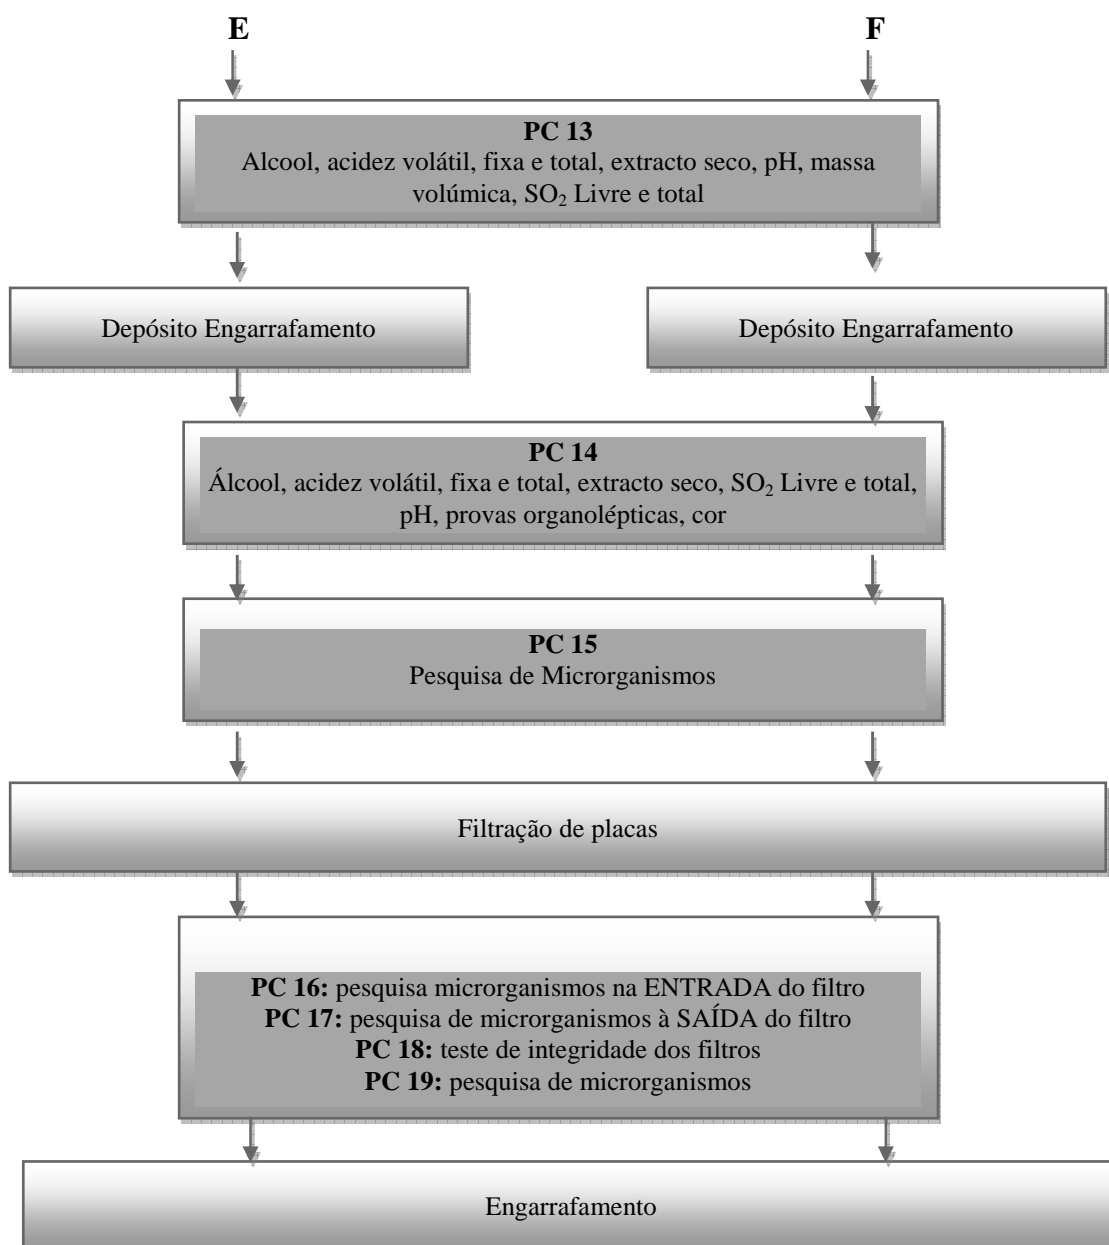 E F
PC 13
Alcool, acidez volátil, fixa e total, extracto seco, pH, massa
volúmica, SO₂ Livre e total
Depósito Engarrafamento
Depósito Engarrafamento
PC 14
Álcool, acidez volátil, fixa e total, extracto seco, SO₂ Livre e total,
pH, provas organolépticas, cor
PC 15
Pesquisa de Microrganismos
Filtração de placas
PC 16: pesquisa microrganismos na ENTRADA do filtro
PC 17: pesquisa de microrganismos à SAÍDA do filtro
PC 18: teste de integridade dos filtros
PC 19: pesquisa de microrganismos
Engarrafamento